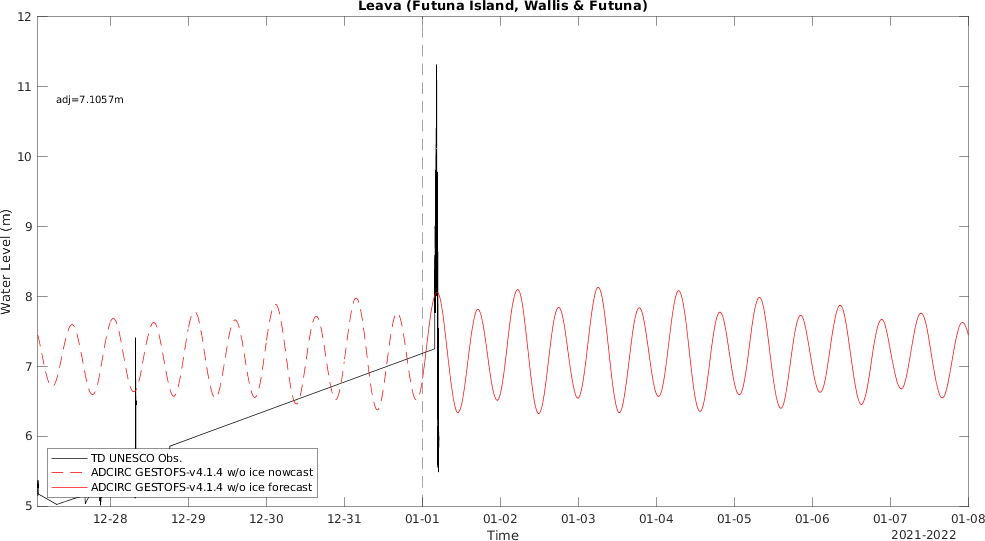 Leava (Futuna Island, Wallis & Futuna)
12
11
10
9
8
7
6
5
Water Level (m)
adj=7.1057m
TD UNESCO Obs.
ADCIRC GESTOFS-v4.1.4 w/o ice nowcast
ADCIRC GESTOFS-v4.1.4 w/o ice forecast
12-28 12-29 12-30 12-31 01-01 01-02 01-03 01-04 01-05 01-06 01-07 01-08
Time
2021-2022